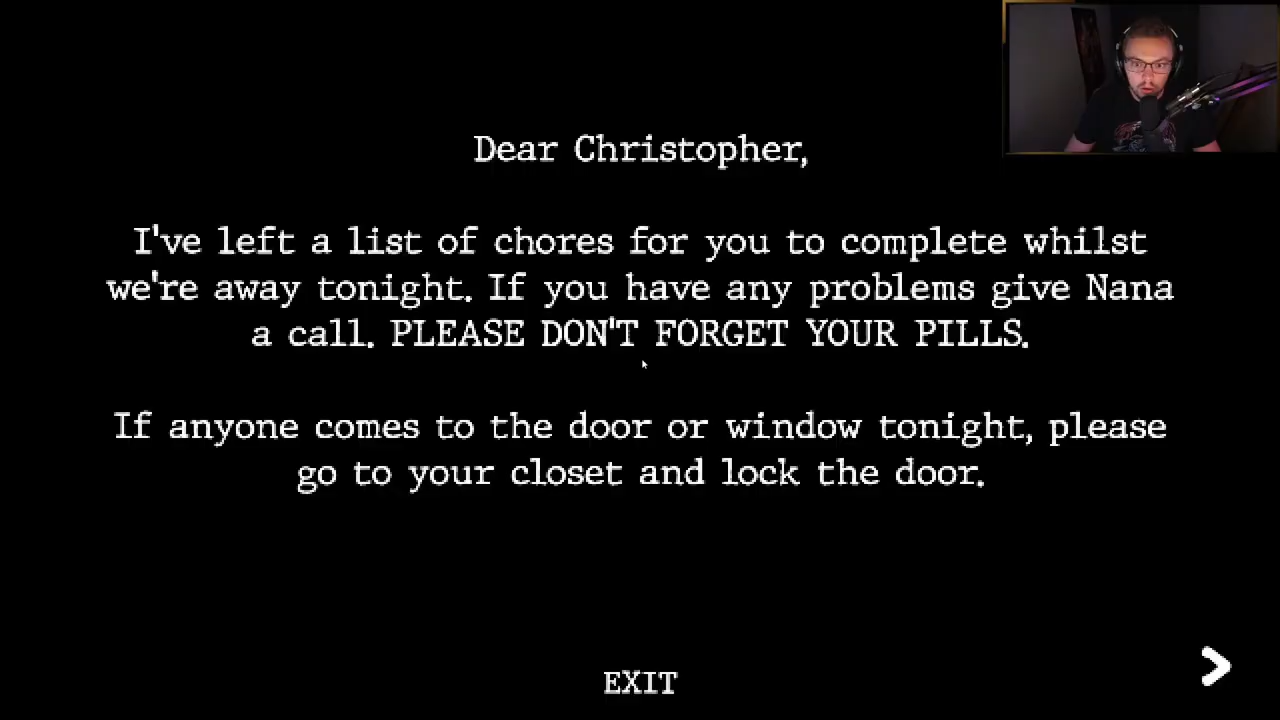 Dear Christopher,
I've left a list of chores for you to complete whilst
we're away tonight. If you have any problems give Nana
a call. PLEASE DON'T FORGET YOUR PILLS.
If anyone comes to the door or window tonight, please
go to your closet and lock the door.
EXIT